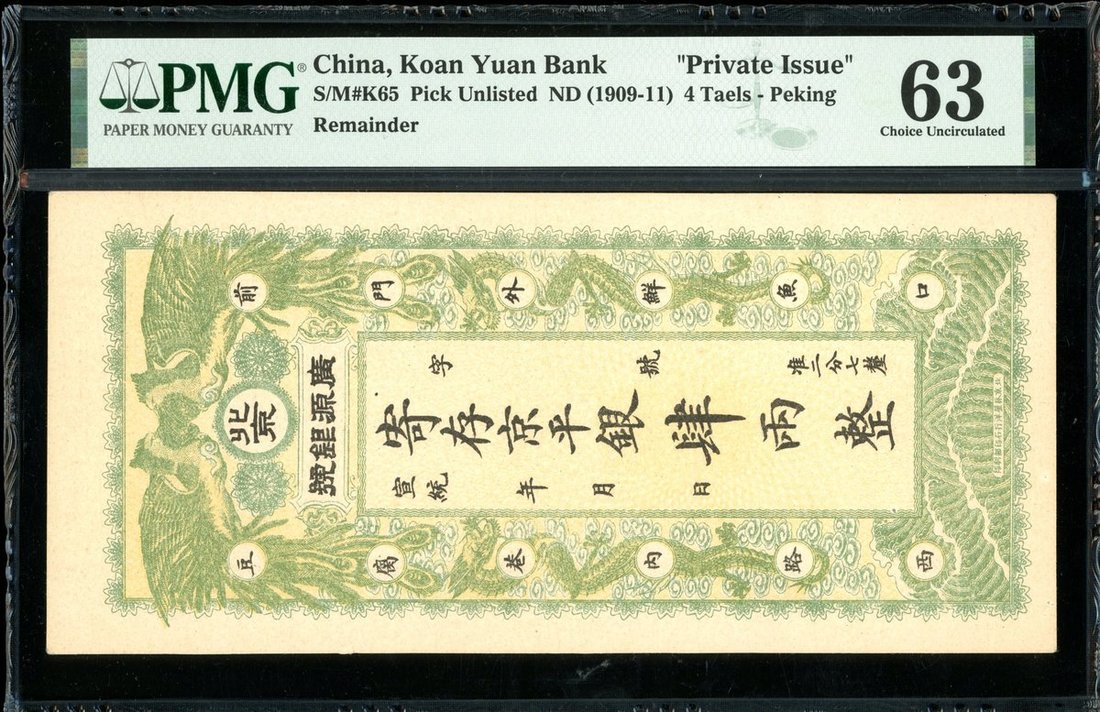 PMG®
PAPER MONEY GUARANTY
China, Koan Yuan Bank "Private Issue"
S/M#K65 Pick Unlisted ND (1909-11) 4 Taels - Peking
Remainder
63
Choice Uncirculated
前門外鮮魚口
字 號 准二分七釐
北京
廣源銀號
寄存京平銀肆兩整
宣統 年 月 日
豆腐巷內路西